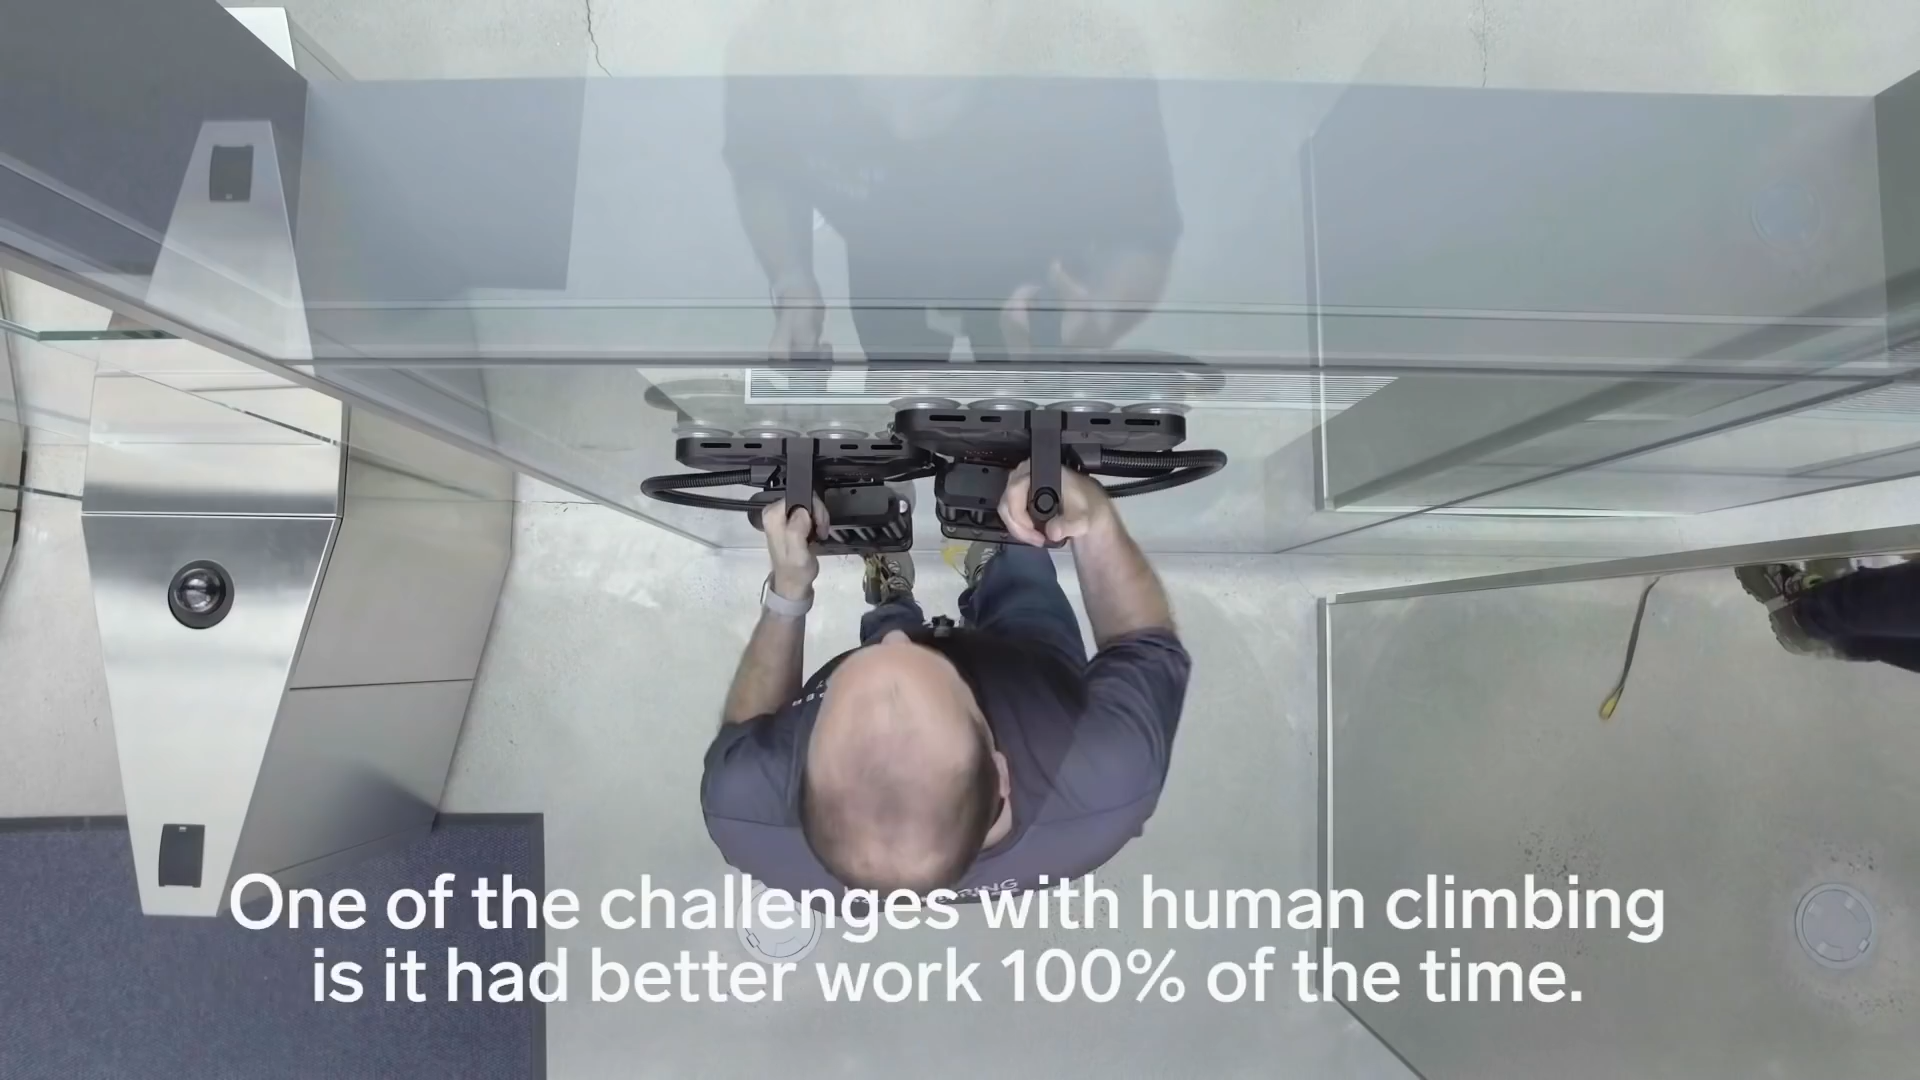 One of the challenges with human climbing
is it had better work 100% of the time.